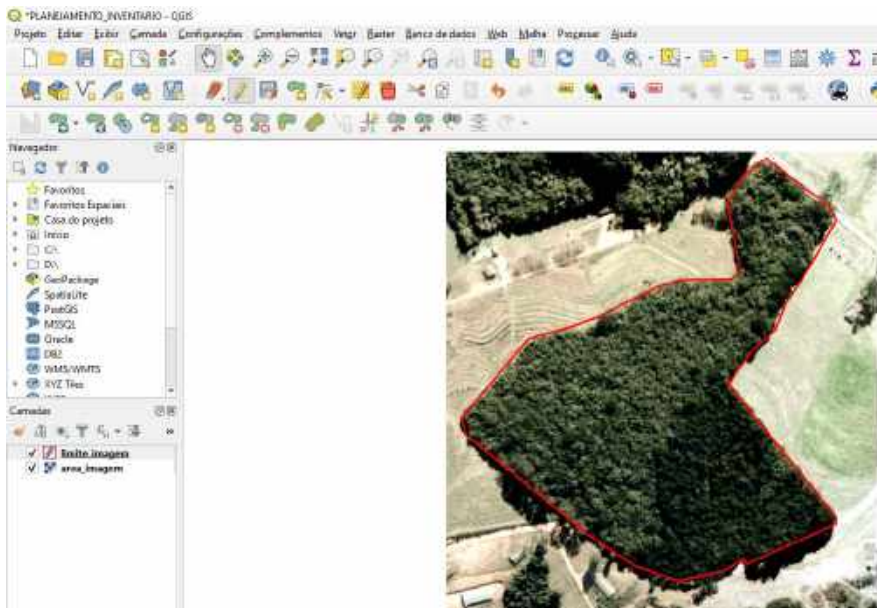 *PLANEJAMENTO_INVENTARIO - QGIS
Projeto Editar Exibir Camada Configurações Complementos Vetor Raster Banco de dados Web Malha Processar Ajuda
Navegador
Favoritos
Favoritos Espaciais
Casa do projeto
Início
C:\
D:\
GeoPackage
SpatiaLite
PostGIS
MSSQL
Oracle
DB2
WMS/WMTS
XYZ Tiles
Camadas
limite_imagem
area_imagem